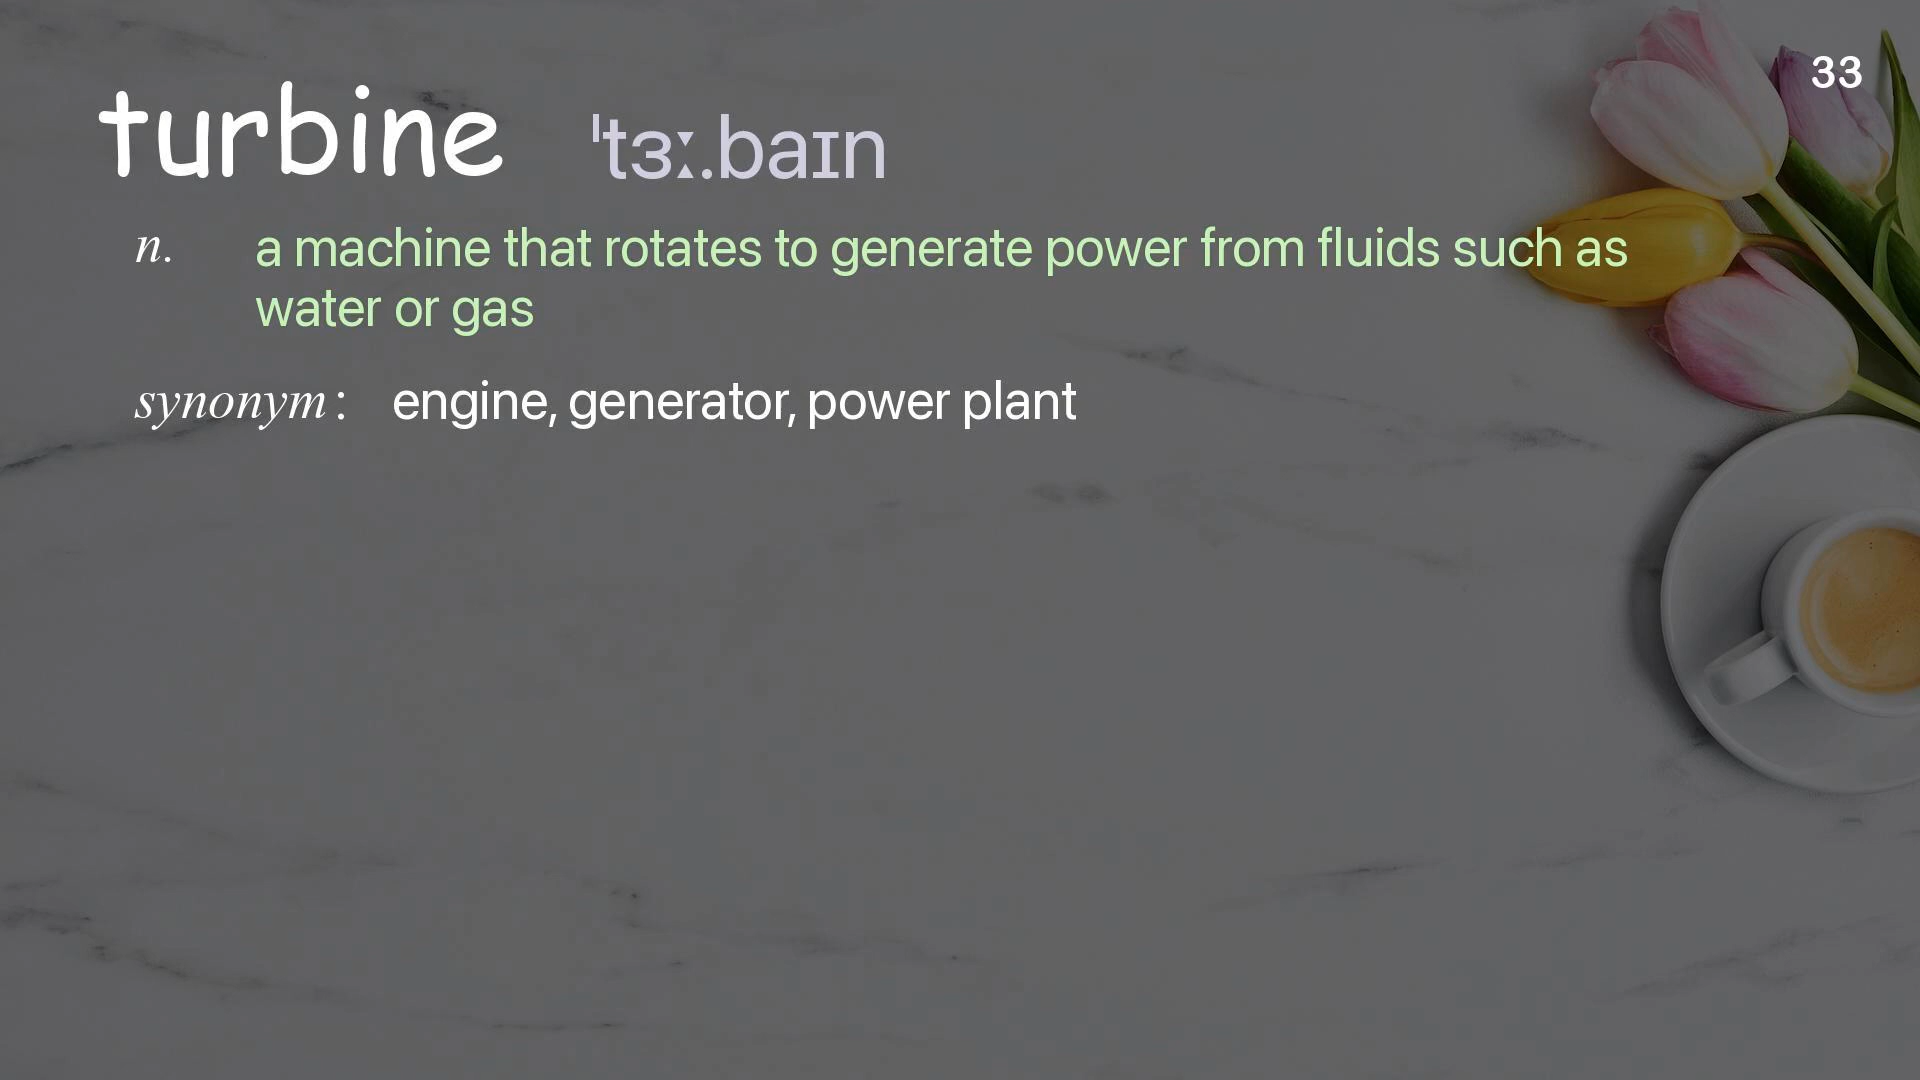 33
turbine ˈtɜː.baɪn
n. a machine that rotates to generate power from fluids such as
water or gas
synonym: engine, generator, power plant